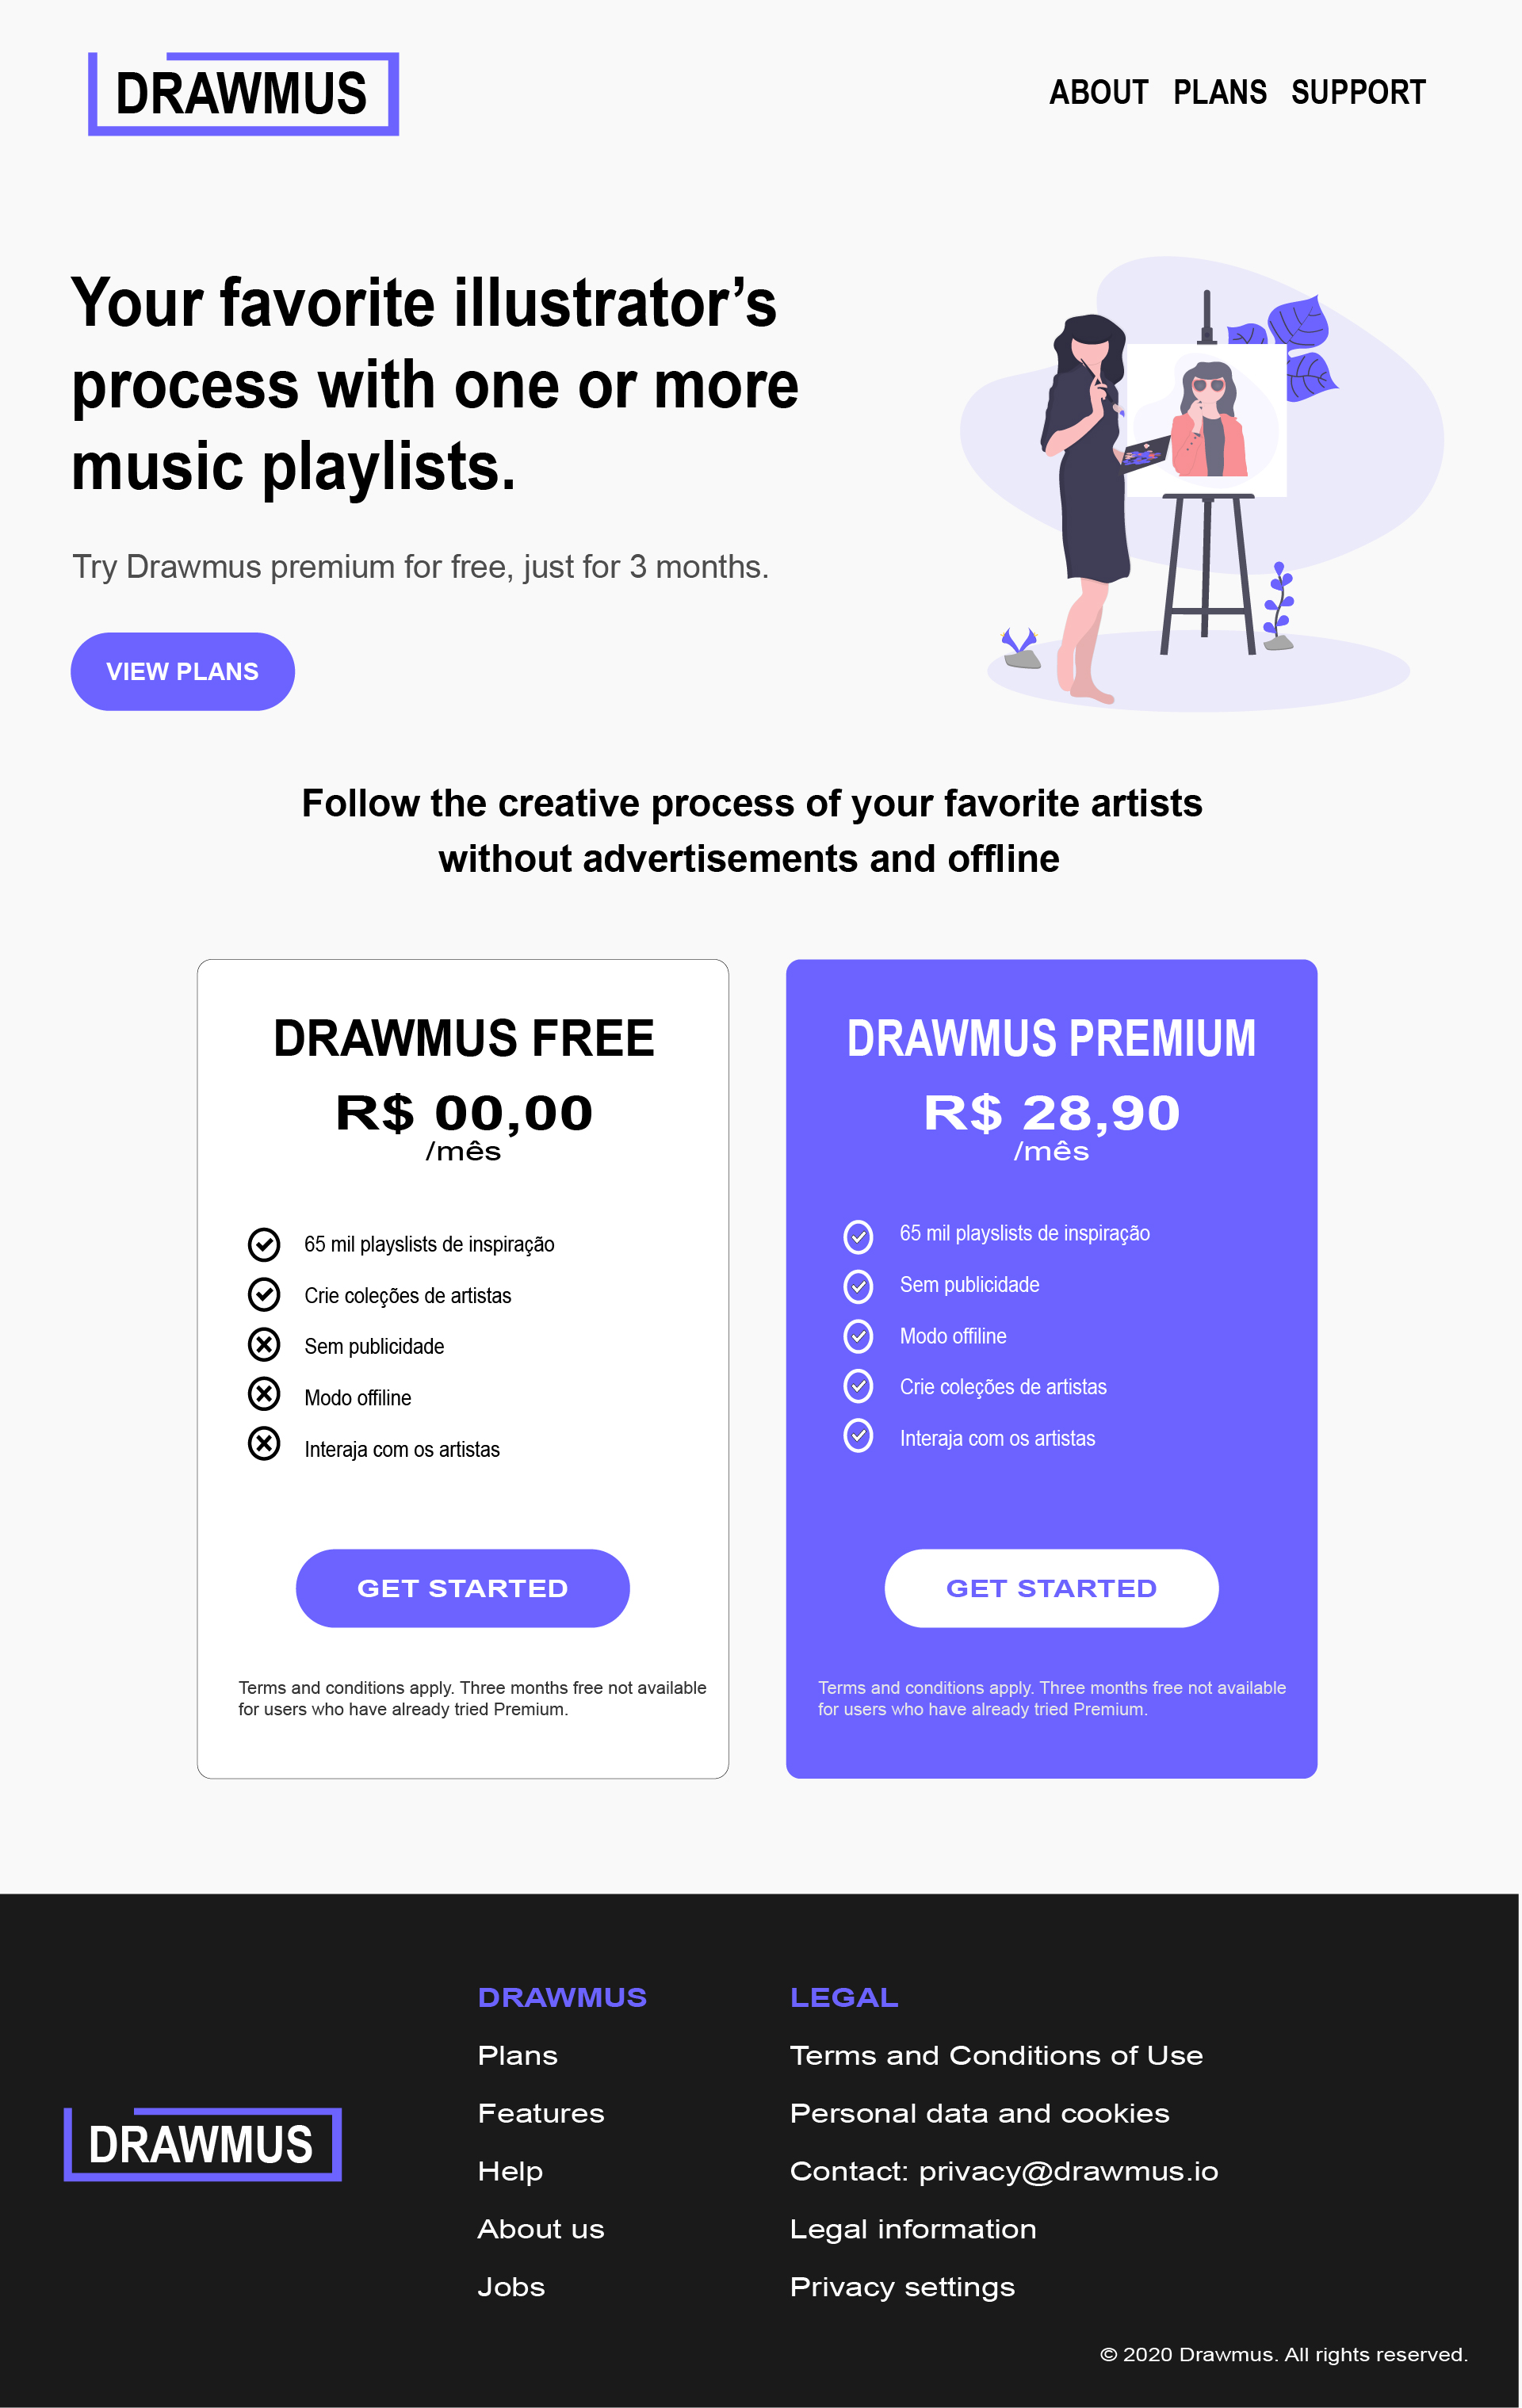 DRAWMUS
ABOUT PLANS SUPPORT
Your favorite illustrator’s
process with one or more
music playlists.
Try Drawmus premium for free, just for 3 months.
VIEW PLANS
Follow the creative process of your favorite artists
without advertisements and offline
DRAWMUS FREE
R$ 00,00
/mês
65 mil playslists de inspiração
Crie coleções de artistas
Sem publicidade
Modo offiline
Interaja com os artistas
GET STARTED
Terms and conditions apply. Three months free not available
for users who have already tried Premium.
DRAWMUS PREMIUM
R$ 28,90
/mês
65 mil playslists de inspiração
Sem publicidade
Modo offiline
Crie coleções de artistas
Interaja com os artistas
GET STARTED
Terms and conditions apply. Three months free not available
for users who have already tried Premium.
DRAWMUS
DRAWMUS
Plans
Features
Help
About us
Jobs
LEGAL
Terms and Conditions of Use
Personal data and cookies
Contact: privacy@drawmus.io
Legal information
Privacy settings
© 2020 Drawmus. All rights reserved.